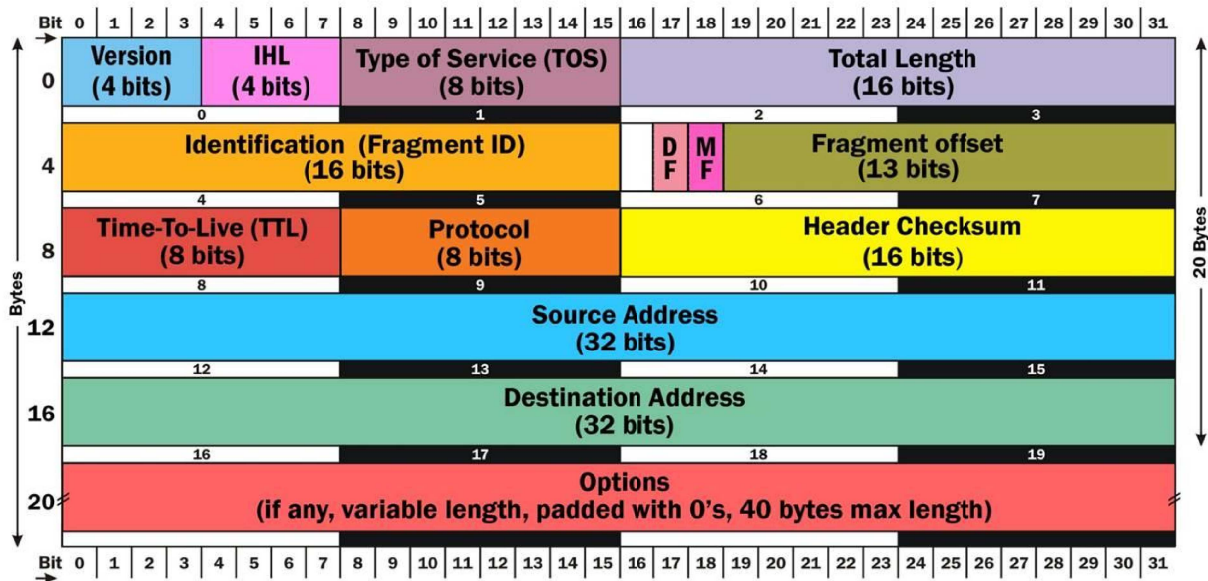 Bit 0 1 2 3 4 5 6 7 8 9 10 11 12 13 14 15 16 17 18 19 20 21 22 23 24 25 26 27 28 29 30 31
Version IHL Type of Service (TOS) Total Length
0 (4 bits) (4 bits) (8 bits) (16 bits)
0 1 2 3
Identification (Fragment ID) D M Fragment offset
4 (16 bits) F F (13 bits)
4 5 6 7
Time-To-Live (TTL) Protocol Header Checksum
8 (8 bits) (8 bits) (16 bits)
8 9 10 11
Source Address
12 (32 bits)
12 13 14 15
Destination Address
16 (32 bits)
16 17 18 19
Options
20 (if any, variable length, padded with 0's, 40 bytes max length)
Bit 0 1 2 3 4 5 6 7 8 9 10 11 12 13 14 15 16 17 18 19 20 21 22 23 24 25 26 27 28 29 30 31
Bytes
20 Bytes